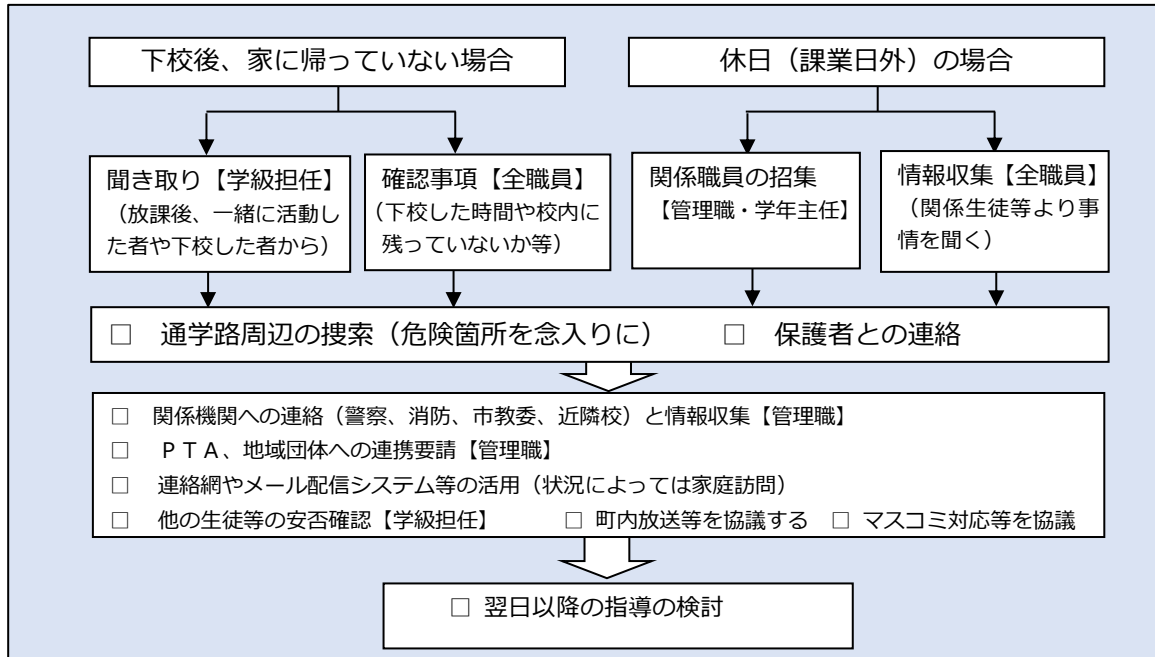 下校後、家に帰っていない場合
休日（課業日外）の場合
聞き取り【学級担任】
（放課後、一緒に活動し
た者や下校した者から）
確認事項【全職員】
（下校した時間や校内に
残っていないか等）
関係職員の招集
【管理職・学年主任】
情報収集【全職員】
（関係生徒等より事
情を聞く）
□ 通学路周辺の捜索（危険箇所を念入りに） □ 保護者との連絡
□ 関係機関への連絡（警察、消防、市教委、近隣校）と情報収集【管理職】
□ ＰＴＡ、地域団体への連携要請【管理職】
□ 連絡網やメール配信システム等の活用（状況によっては家庭訪問）
□ 他の生徒等の安否確認【学級担任】 □ 町内放送等を協議する □ マスコミ対応等を協議
□ 翌日以降の指導の検討